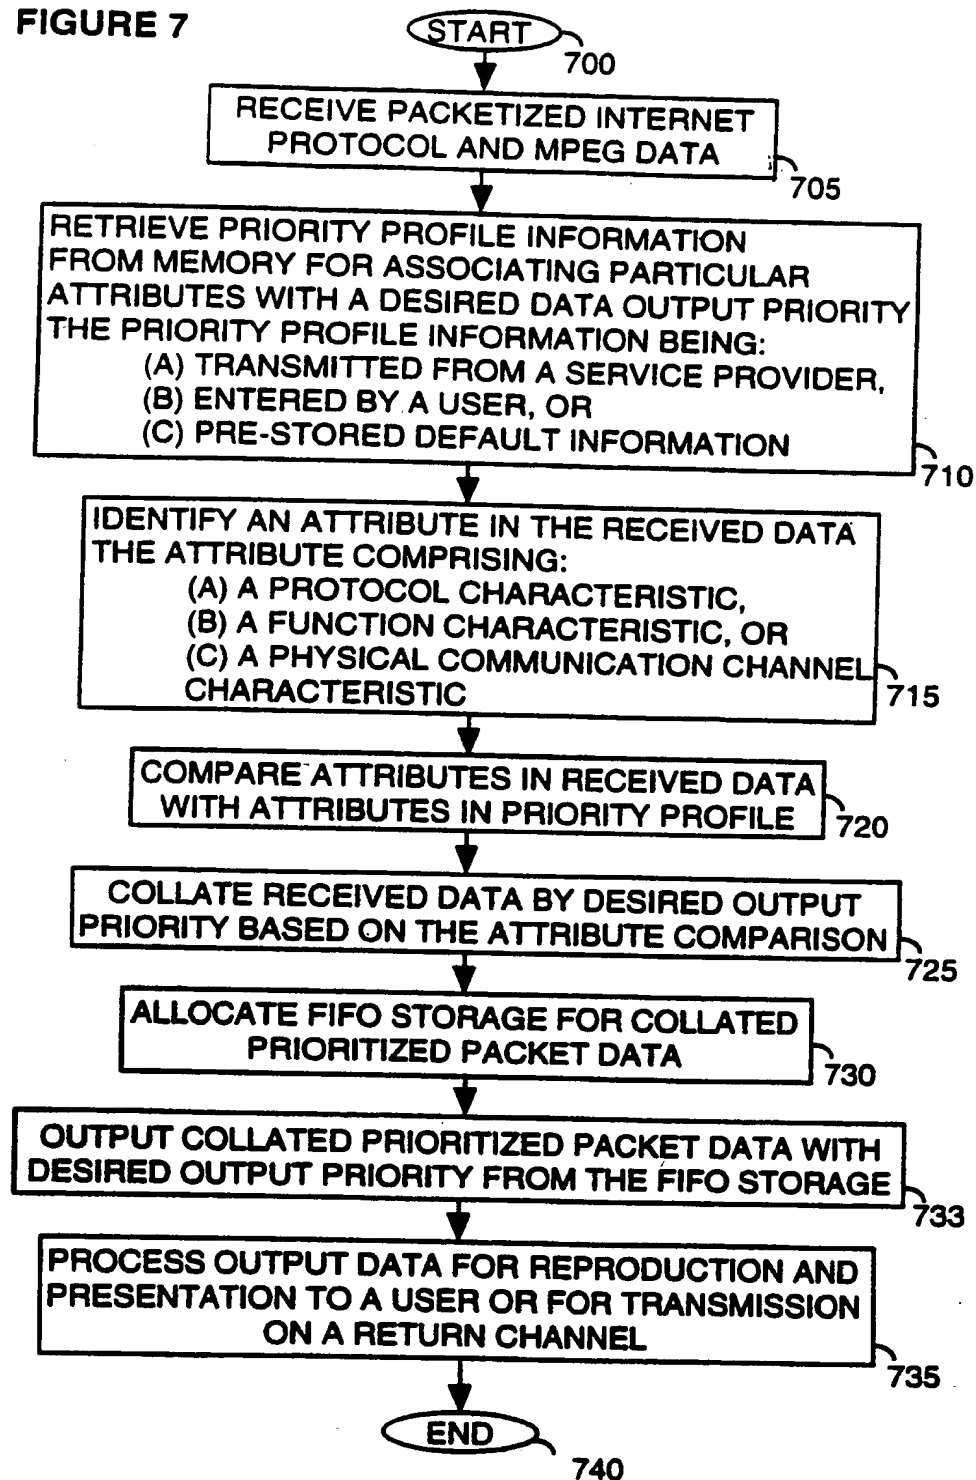 FIGURE 7
START
700
RECEIVE PACKETIZED INTERNET
PROTOCOL AND MPEG DATA
705
RETRIEVE PRIORITY PROFILE INFORMATION
FROM MEMORY FOR ASSOCIATING PARTICULAR
ATTRIBUTES WITH A DESIRED DATA OUTPUT PRIORITY
THE PRIORITY PROFILE INFORMATION BEING:
(A) TRANSMITTED FROM A SERVICE PROVIDER,
(B) ENTERED BY A USER, OR
(C) PRE-STORED DEFAULT INFORMATION
710
IDENTIFY AN ATTRIBUTE IN THE RECEIVED DATA
THE ATTRIBUTE COMPRISING:
(A) A PROTOCOL CHARACTERISTIC,
(B) A FUNCTION CHARACTERISTIC, OR
(C) A PHYSICAL COMMUNICATION CHANNEL
CHARACTERISTIC
715
COMPARE ATTRIBUTES IN RECEIVED DATA
WITH ATTRIBUTES IN PRIORITY PROFILE
720
COLLATE RECEIVED DATA BY DESIRED OUTPUT
PRIORITY BASED ON THE ATTRIBUTE COMPARISON
725
ALLOCATE FIFO STORAGE FOR COLLATED
PRIORITIZED PACKET DATA
730
OUTPUT COLLATED PRIORITIZED PACKET DATA WITH
DESIRED OUTPUT PRIORITY FROM THE FIFO STORAGE
733
PROCESS OUTPUT DATA FOR REPRODUCTION AND
PRESENTATION TO A USER OR FOR TRANSMISSION
ON A RETURN CHANNEL
735
END
740